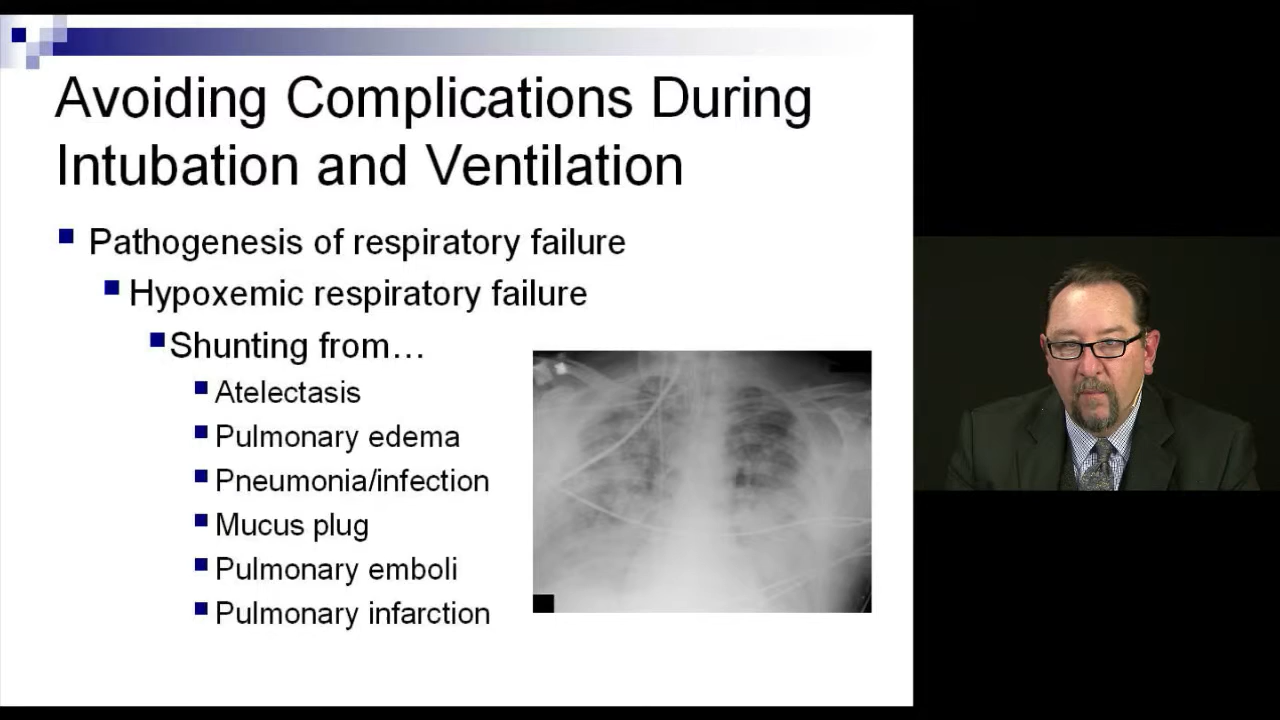 Avoiding Complications During
Intubation and Ventilation
Pathogenesis of respiratory failure
Hypoxemic respiratory failure
Shunting from…
Atelectasis
Pulmonary edema
Pneumonia/infection
Mucus plug
Pulmonary emboli
Pulmonary infarction